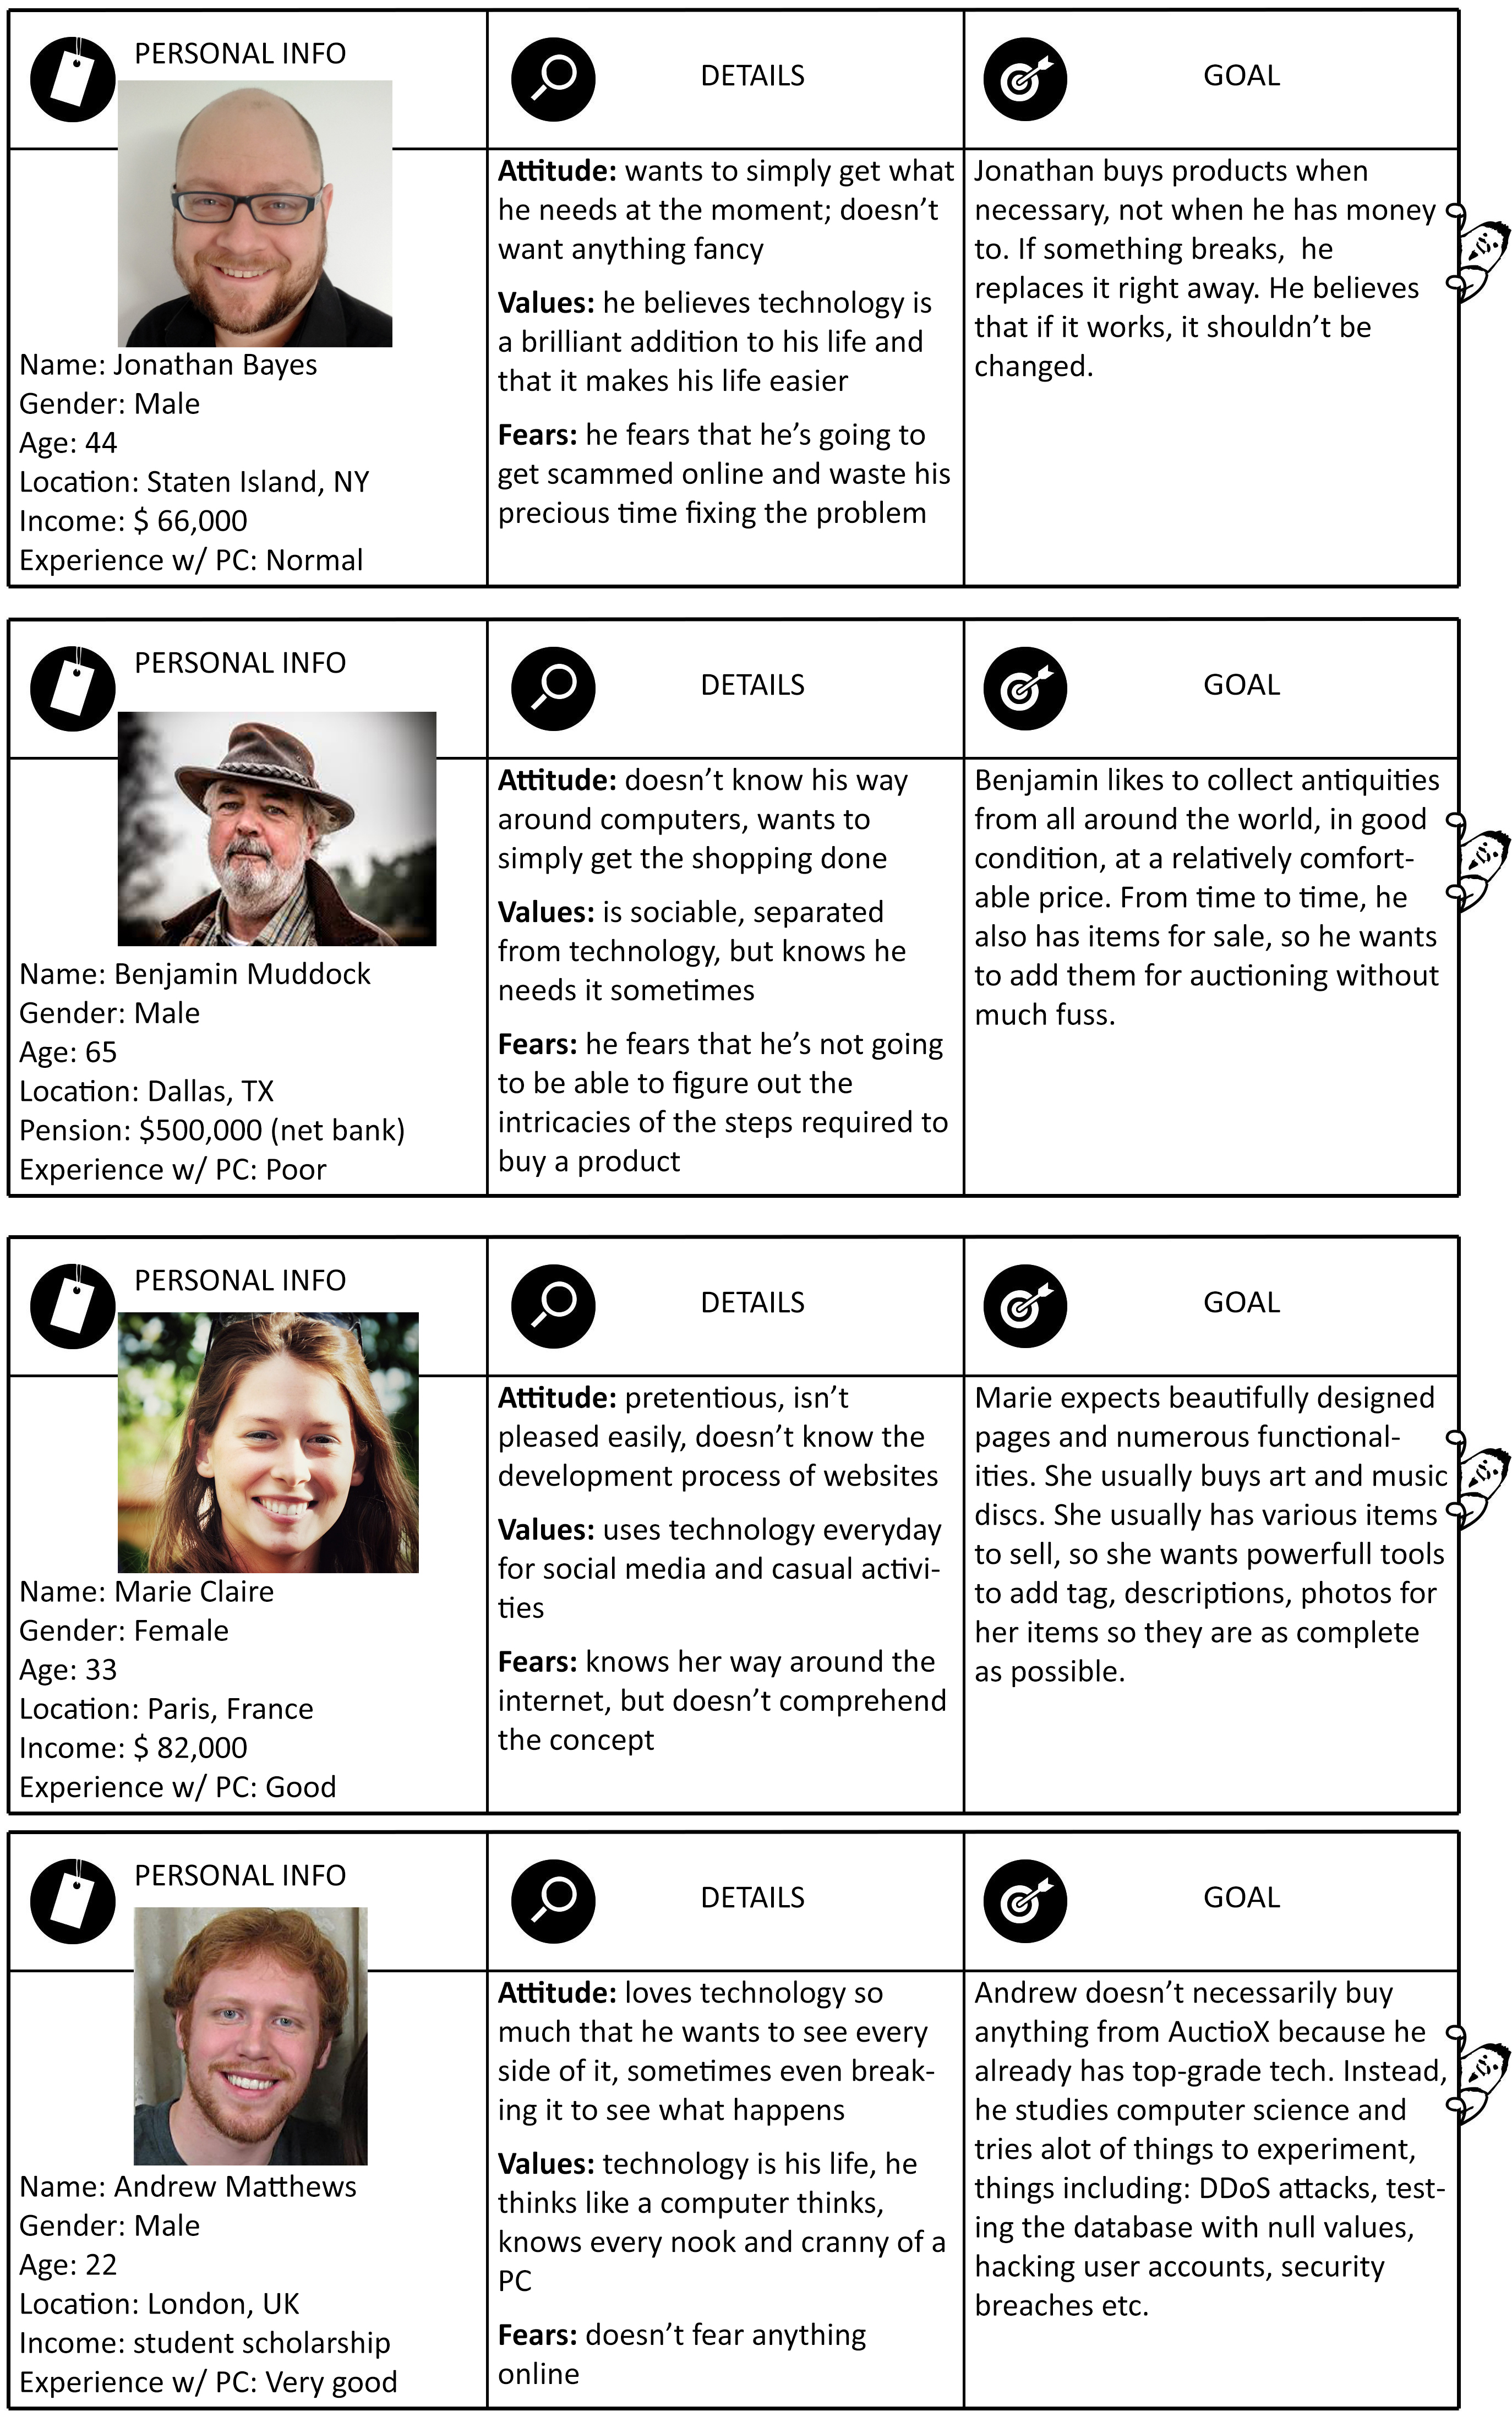 PERSONAL INFO
DETAILS
GOAL
Name: Jonathan Bayes
Gender: Male
Age: 44
Location: Staten Island, NY
Income: $ 66,000
Experience w/ PC: Normal
Attitude: wants to simply get what
he needs at the moment; doesn’t
want anything fancy
Values: he believes technology is
a brilliant addition to his life and
that it makes his life easier
Fears: he fears that he’s going to
get scammed online and waste his
precious time fixing the problem
Jonathan buys products when
necessary, not when he has money
to. If something breaks,  he
replaces it right away. He believes
that if it works, it shouldn’t be
changed.
PERSONAL INFO
DETAILS
GOAL
Name: Benjamin Muddock
Gender: Male
Age: 65
Location: Dallas, TX
Pension: $500,000 (net bank)
Experience w/ PC: Poor
Attitude: doesn’t know his way
around computers, wants to
simply get the shopping done
Values: is sociable, separated
from technology, but knows he
needs it sometimes
Fears: he fears that he’s not going
to be able to figure out the
intricacies of the steps required to
buy a product
Benjamin likes to collect antiquities
from all around the world, in good
condition, at a relatively comfort-
able price. From time to time, he
also has items for sale, so he wants
to add them for auctioning without
much fuss.
PERSONAL INFO
DETAILS
GOAL
Name: Marie Claire
Gender: Female
Age: 33
Location: Paris, France
Income: $ 82,000
Experience w/ PC: Good
Attitude: pretentious, isn’t
pleased easily, doesn’t know the
development process of websites
Values: uses technology everyday
for social media and casual activi-
ties
Fears: knows her way around the
internet, but doesn’t comprehend
the concept
Marie expects beautifully designed
pages and numerous functional-
ities. She usually buys art and music
discs. She usually has various items
to sell, so she wants powerfull tools
to add tag, descriptions, photos for
her items so they are as complete
as possible.
PERSONAL INFO
DETAILS
GOAL
Name: Andrew Matthews
Gender: Male
Age: 22
Location: London, UK
Income: student scholarship
Experience w/ PC: Very good
Attitude: loves technology so
much that he wants to see every
side of it, sometimes even break-
ing it to see what happens
Values: technology is his life, he
thinks like a computer thinks,
knows every nook and cranny of a
PC
Fears: doesn’t fear anything
online
Andrew doesn’t necessarily buy
anything from AuctioX because he
already has top-grade tech. Instead,
he studies computer science and
tries alot of things to experiment,
things including: DDoS attacks, test-
ing the database with null values,
hacking user accounts, security
breaches etc.